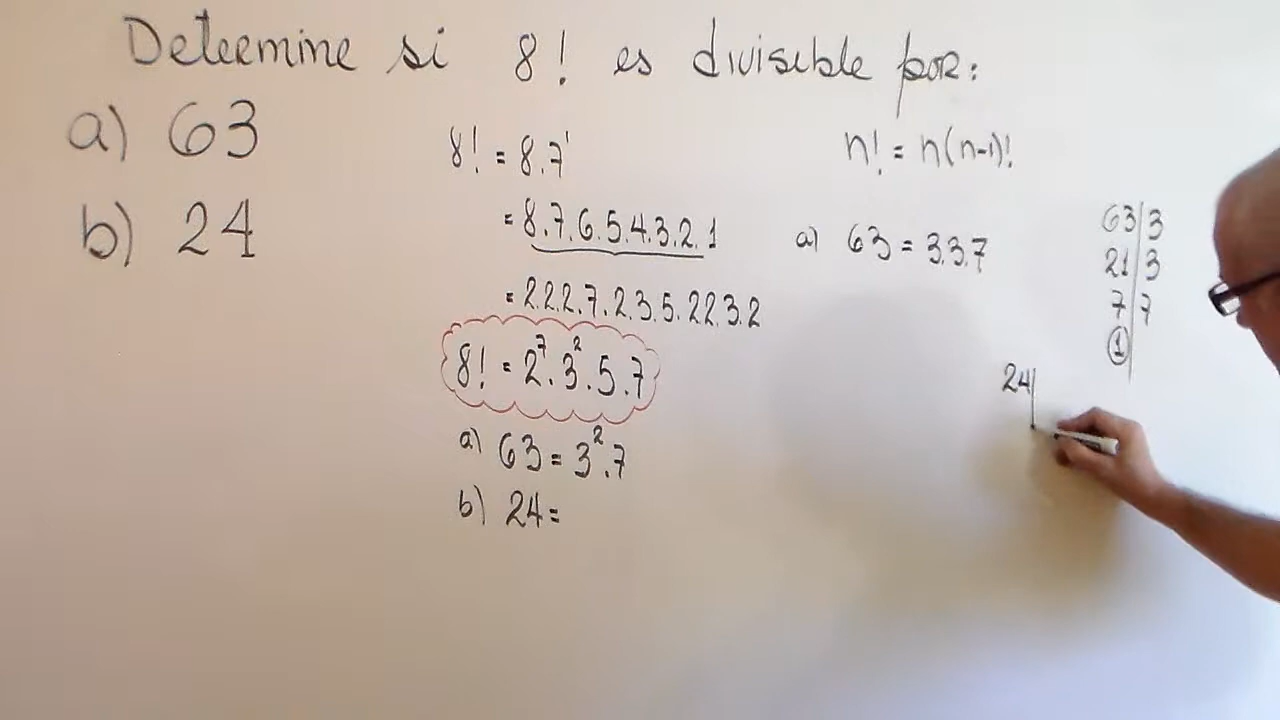 Determine si 8! es divisible por:
a) 63
b) 24
8! = 8.7!
= 8.7.6.5.4.3.2.1
= 2.2.2.7.2.3.5.2.2.3.2
8! = 2⁷.3².5.7
a) 63 = 3².7
b) 24 =
n! = n(n-1)!
a) 63 = 3.3.7
63|3
21|3
7|7
1
24|